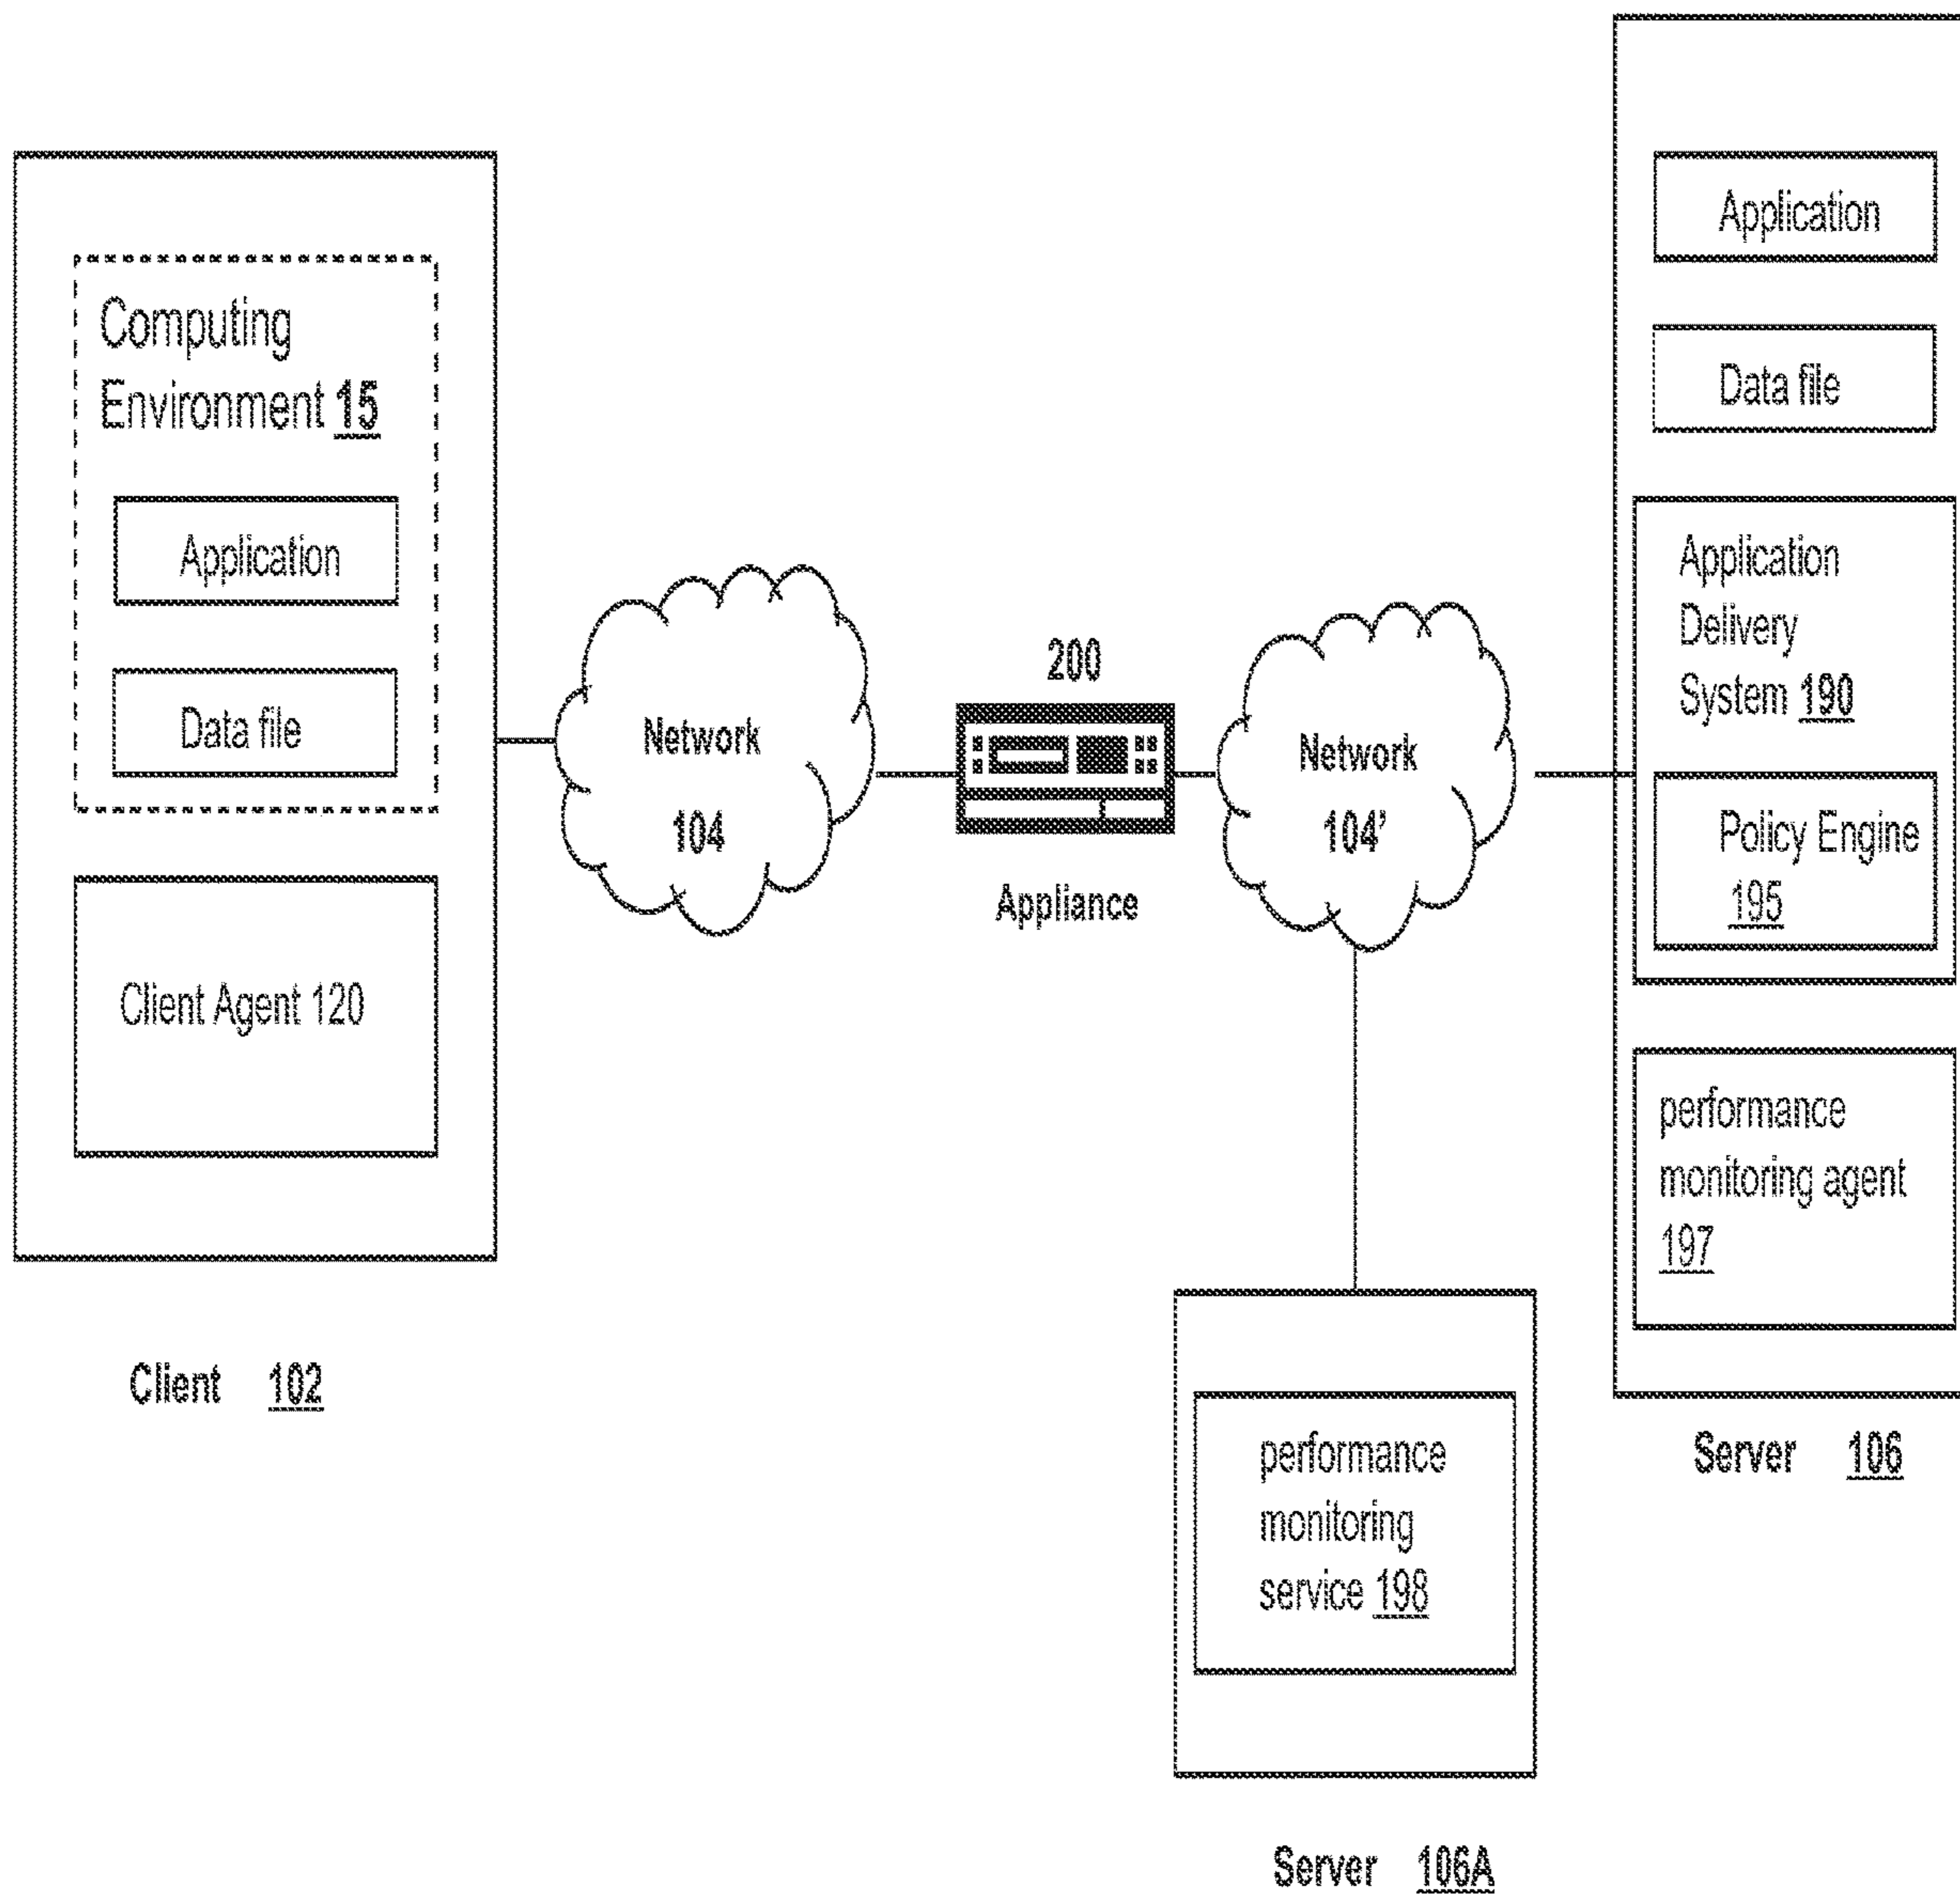 Computing
Environment 15
Application
Data file
Client Agent 120
Client 102
Network
104
200
Appliance
Network
104'
Application
Data file
Application
Delivery
System 190
Policy Engine
195
performance
monitoring agent
197
Server 106
performance
monitoring
service 198
Server 106A